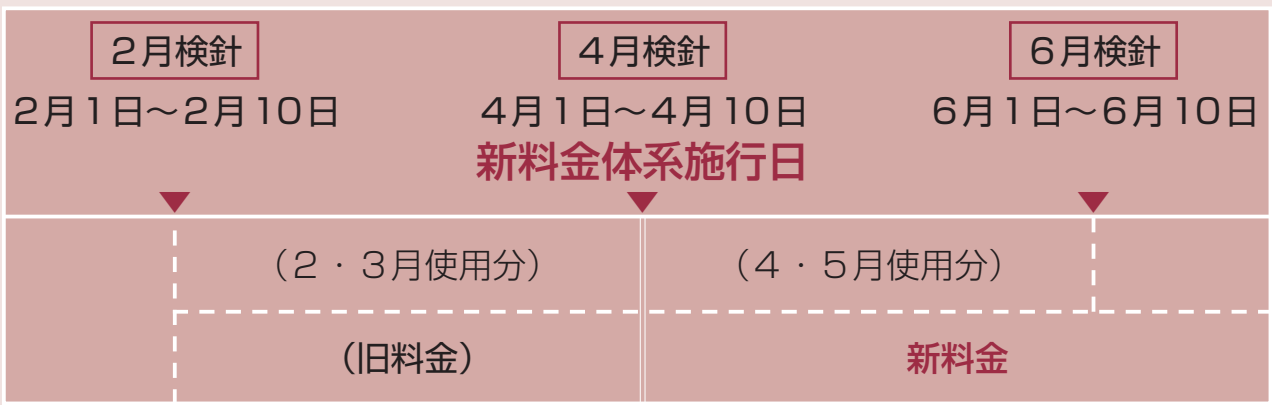 ２月検針 ４月検針 ６月検針
２月１日～２月１０日 ４月１日～４月１０日 ６月１日～６月１０日
新料金体系施行日
（２・３月使用分） （４・５月使用分）
（旧料金） 新料金